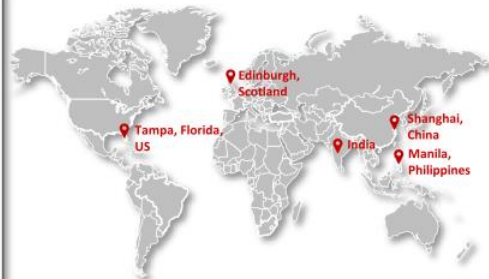 Edinburgh,
Scotland
Tampa, Florida,
US
Shanghai,
China
India
Manila,
Philippines